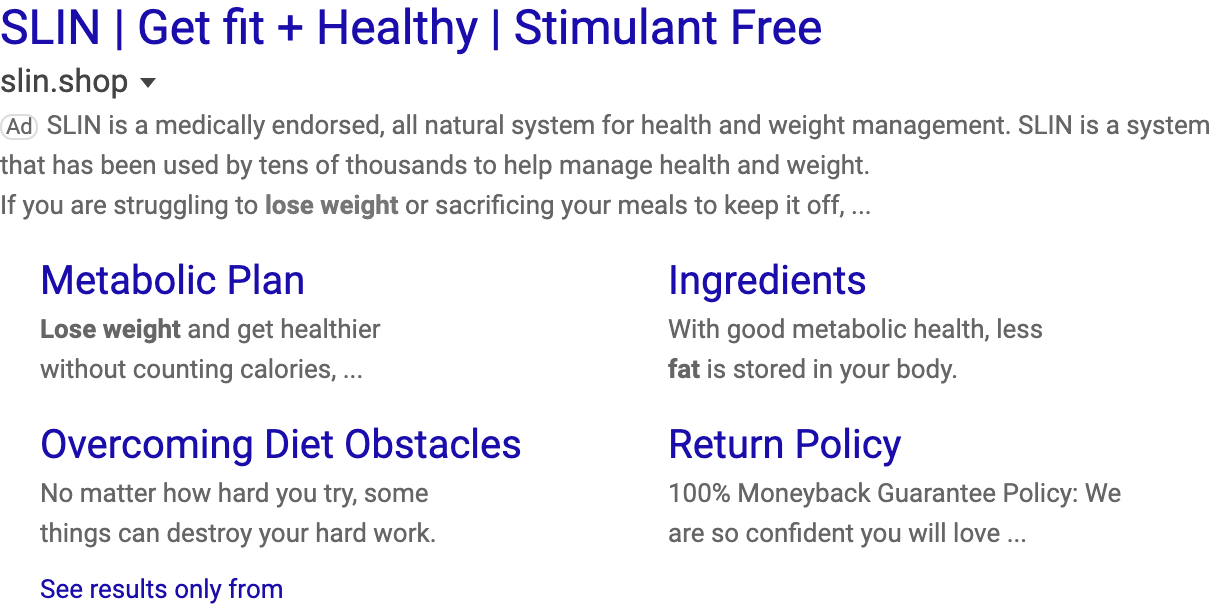 SLIN | Get fit + Healthy | Stimulant Free
slin.shop
Ad SLIN is a medically endorsed, all natural system for health and weight management. SLIN is a system
that has been used by tens of thousands to help manage health and weight.
If you are struggling to lose weight or sacrificing your meals to keep it off, ...
Metabolic Plan
Lose weight and get healthier
without counting calories, ...
Ingredients
With good metabolic health, less
fat is stored in your body.
Overcoming Diet Obstacles
No matter how hard you try, some
things can destroy your hard work.
Return Policy
100% Moneyback Guarantee Policy: We
are so confident you will love ...
See results only from